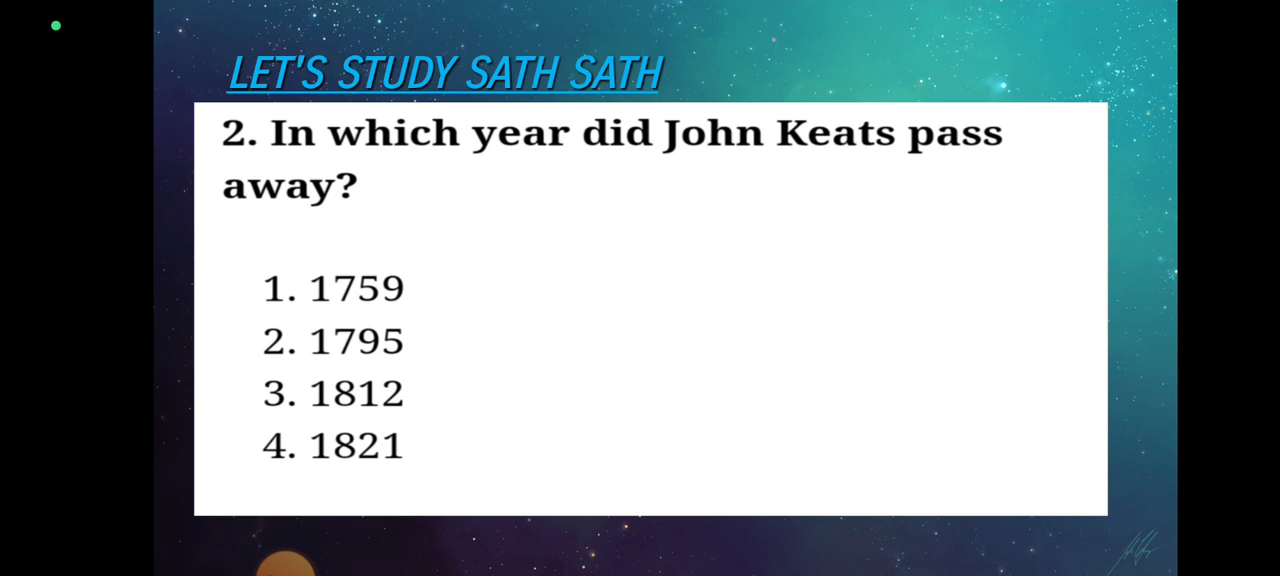 LET'S STUDY SATH SATH
2. In which year did John Keats pass
away?
1. 1759
2. 1795
3. 1812
4. 1821